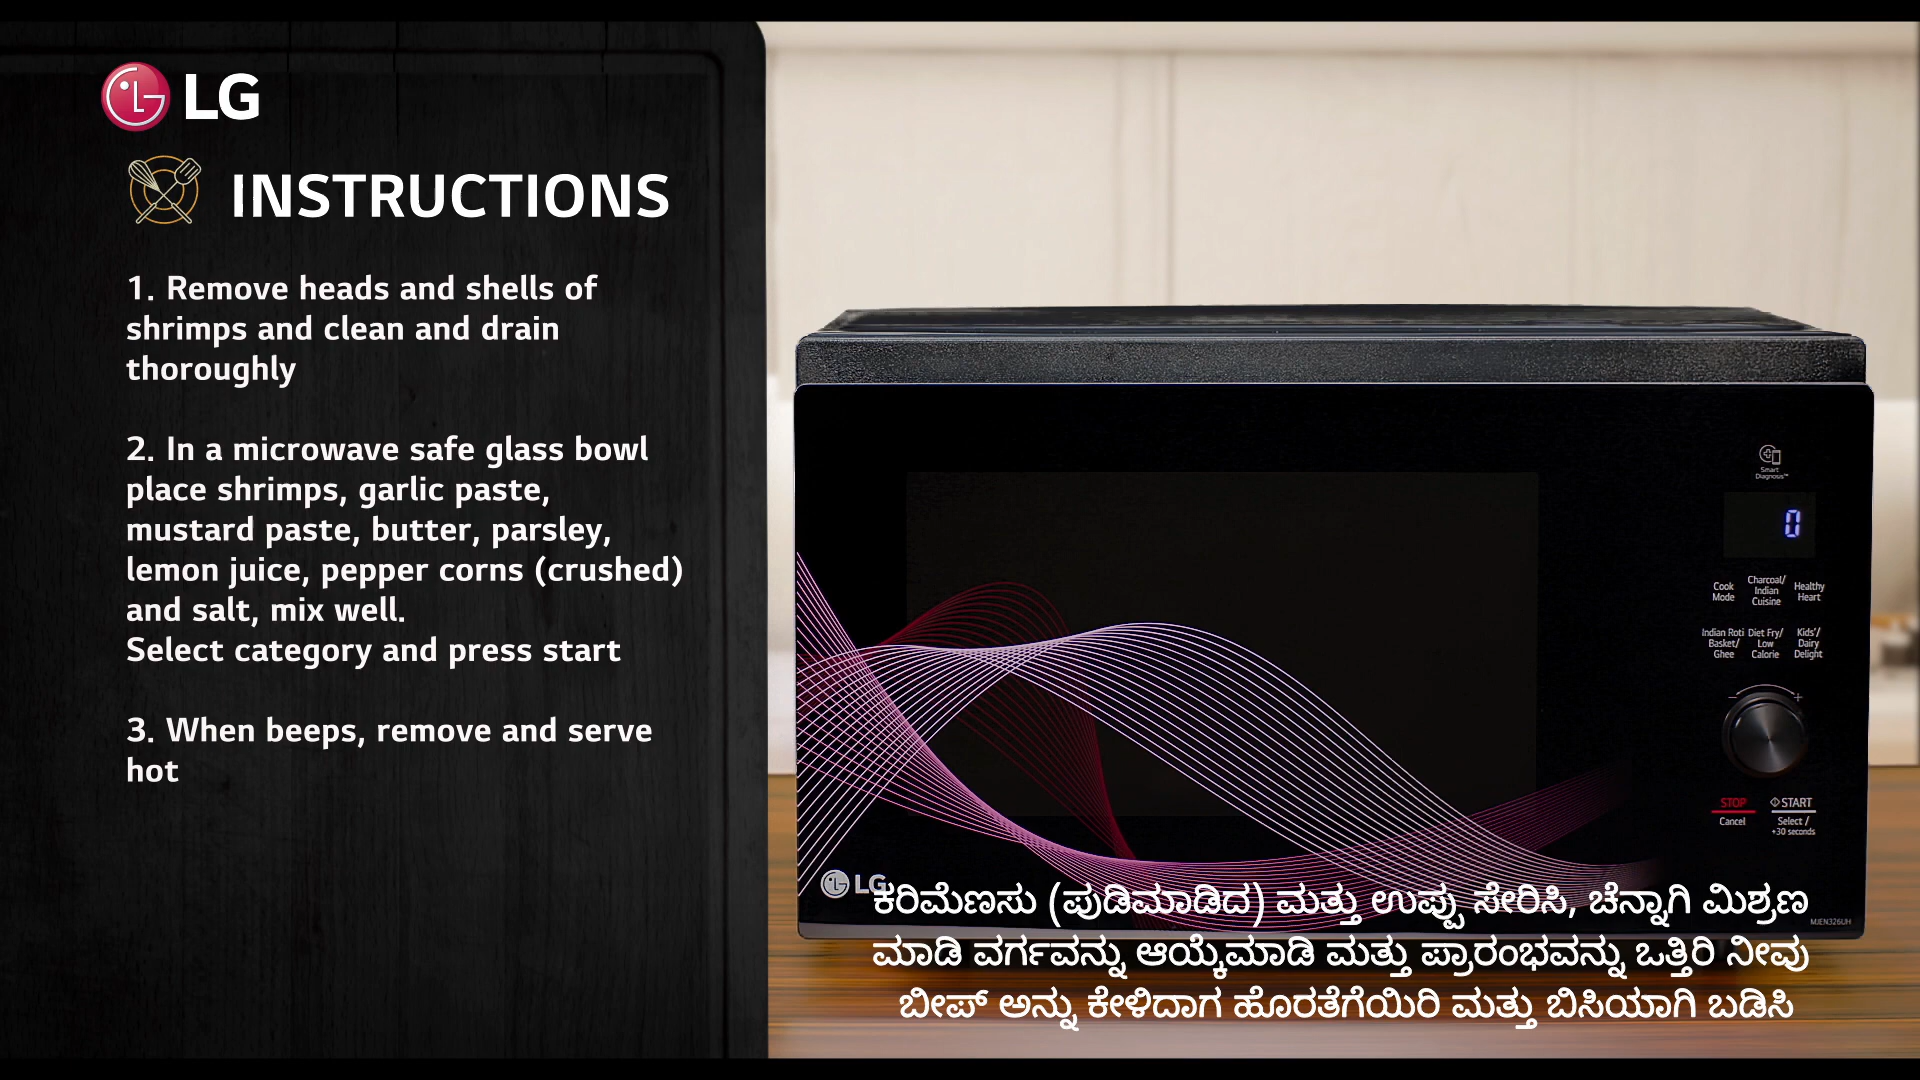 LG
INSTRUCTIONS
1. Remove heads and shells of
shrimps and clean and drain
thoroughly
2. In a microwave safe glass bowl
place shrimps, garlic paste,
mustard paste, butter, parsley,
lemon juice, pepper corns (crushed)
and salt, mix well.
Select category and press start
3. When beeps, remove and serve
hot
Smart
Diagnosis™
0
Cook
Mode
Charcoal/
Indian
Cuisine
Healthy
Heart
Indian Roti
Basket/
Ghee
Diet Fry/
Low
Calorie
Kids'/
Dairy
Delight
- +
STOP
Cancel
START
Select /
+30 seconds
LG
MJEN326UH
ಕರಿಮೆಣಸು (ಪುಡಿಮಾಡಿದ) ಮತ್ತು ಉಪ್ಪು ಸೇರಿಸಿ, ಚೆನ್ನಾಗಿ ಮಿಶ್ರಣ
ಮಾಡಿ ವರ್ಗವನ್ನು ಆಯ್ಕೆಮಾಡಿ ಮತ್ತು ಪ್ರಾರಂಭವನ್ನು ಒತ್ತಿರಿ ನೀವು
ಬೀಪ್ ಅನ್ನು ಕೇಳಿದಾಗ ಹೊರತೆಗೆಯಿರಿ ಮತ್ತು ಬಿಸಿಯಾಗಿ ಬಡಿಸಿ